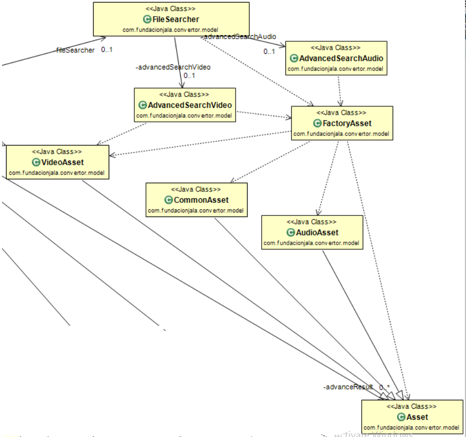 <<Java Class>>
FileSearcher
com.fundacionjala.convertor.model
-fileSearcher
0..1
-advancedSearchAudio
0..1
-advancedSearchVideo
0..1
<<Java Class>>
AdvancedSearchAudio
com.fundacionjala.convertor.model
<<Java Class>>
AdvancedSearchVideo
com.fundacionjala.convertor.model
<<Java Class>>
FactoryAsset
com.fundacionjala.convertor.model
<<Java Class>>
VideoAsset
com.fundacionjala.convertor.model
<<Java Class>>
CommonAsset
com.fundacionjala.convertor.model
<<Java Class>>
AudioAsset
com.fundacionjala.convertor.model
-advanceResult
0..*
<<Java Class>>
Asset
com.fundacionjala.convertor.model